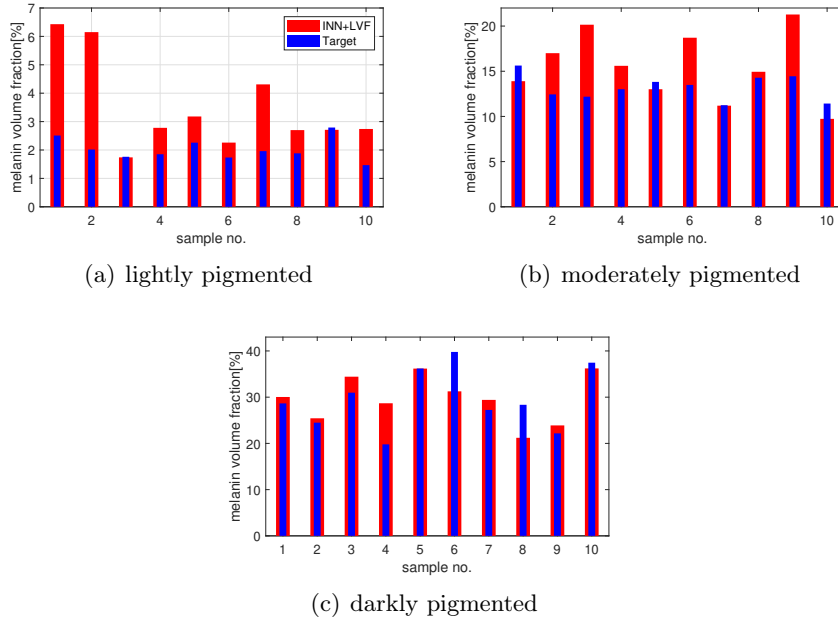 7
6
5
4
3
2
1
0
melanin volume fraction[%]
INN+LVF
Target
2 4 6 8 10
sample no.
(a) lightly pigmented
20
15
10
5
0
melanin volume fraction[%]
2 4 6 8 10
sample no.
(b) moderately pigmented
40
30
20
10
0
melanin volume fraction[%]
1 2 3 4 5 6 7 8 9 10
sample no.
(c) darkly pigmented